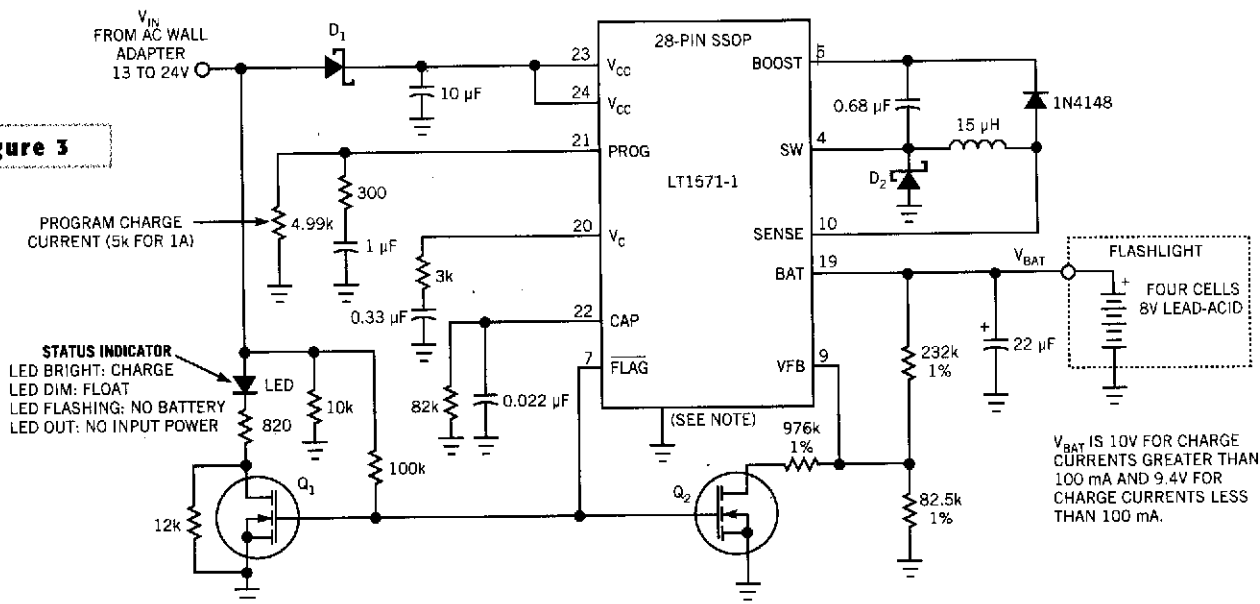 V_IN
FROM AC WALL
ADAPTER
13 TO 24V
D₁
10 µF
23
V_CC
24
V_CC
28-PIN SSOP
BOOST
5
0.68 µF
1N4148
15 µH
gure 3
21
PROG
SW
4
LT1571-1
D₂
300
4.99k
PROGRAM CHARGE
CURRENT (5k FOR 1A)
1 µF
20
V_C
SENSE
10
BAT
19
V_BAT
FLASHLIGHT
+
FOUR CELLS
8V LEAD-ACID
3k
0.33 µF
22
CAP
+
22 µF
232k
1%
STATUS INDICATOR
LED BRIGHT: CHARGE
LED DIM: FLOAT
LED FLASHING: NO BATTERY
LED OUT: NO INPUT POWER
LED
820
10k
7
FLAG
VFB
9
82k
0.022 µF
(SEE NOTE)
976k
1%
100k
Q₁
12k
Q₂
82.5k
1%
V_BAT IS 10V FOR CHARGE
CURRENTS GREATER THAN
100 mA AND 9.4V FOR
CHARGE CURRENTS LESS
THAN 100 mA.